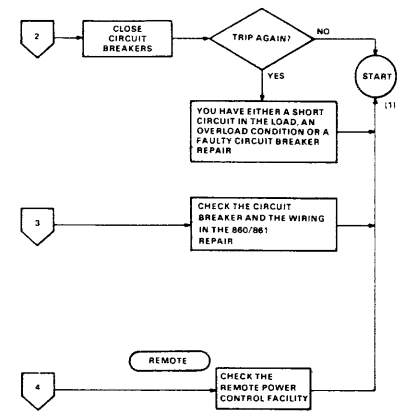 2
CLOSE
CIRCUIT
BREAKERS
TRIP AGAIN?
NO
YES
START
(1)
YOU HAVE EITHER A SHORT
CIRCUIT IN THE LOAD, AN
OVERLOAD CONDITION OR A
FAULTY CIRCUIT BREAKER
REPAIR
3
CHECK THE CIRCUIT
BREAKER AND THE WIRING
IN THE 860/861
REPAIR
REMOTE
4
CHECK THE
REMOTE POWER
CONTROL FACILITY